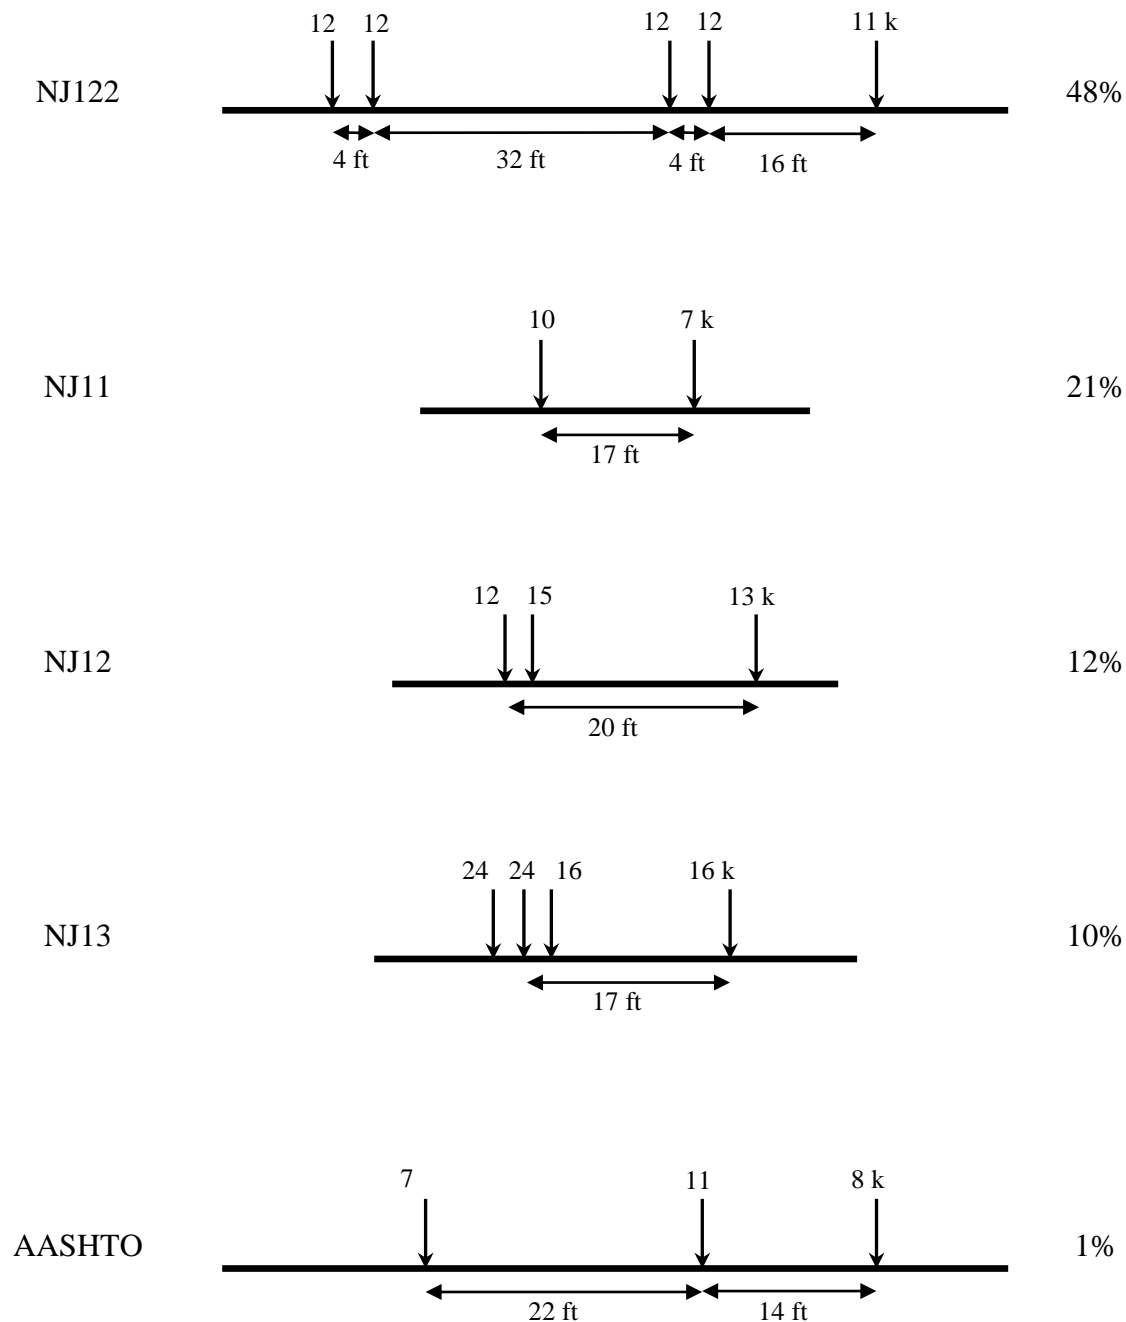 12 12 12 12 11 k
NJ122 48%
4 ft 32 ft 4 ft 16 ft
10 7 k
NJ11 21%
17 ft
12 15 13 k
NJ12 12%
20 ft
24 24 16 16 k
NJ13 10%
17 ft
7 11 8 k
AASHTO 1%
22 ft 14 ft